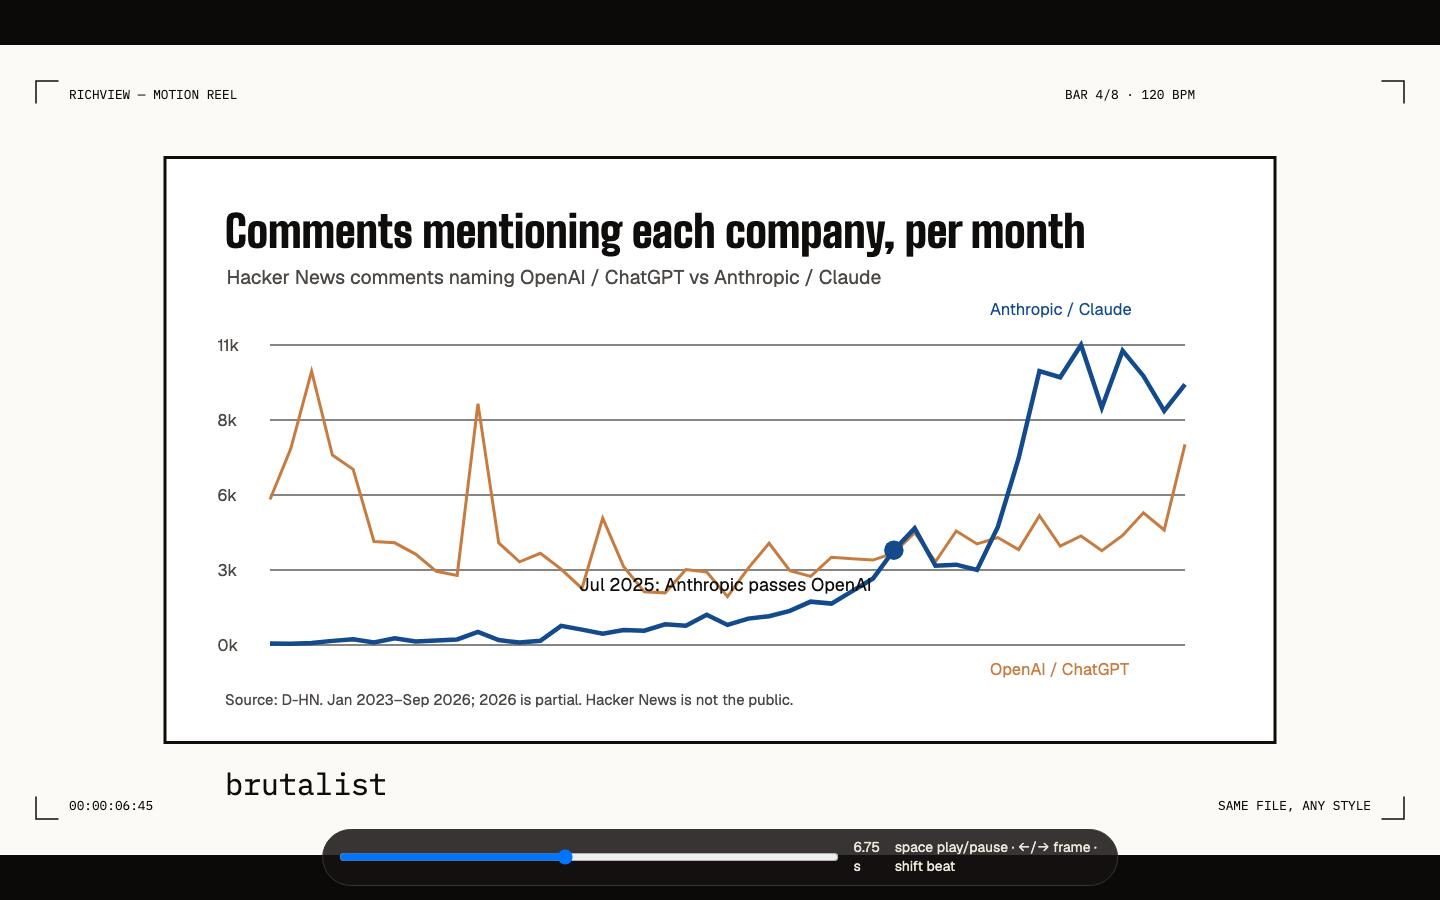 RICHVIEW — MOTION REEL
BAR 4/8 · 120 BPM
Comments mentioning each company, per month
Hacker News comments naming OpenAI / ChatGPT vs Anthropic / Claude
Anthropic / Claude
11k
8k
6k
3k
Jul 2025: Anthropic passes OpenAI
0k
OpenAI / ChatGPT
Source: D-HN. Jan 2023–Sep 2026; 2026 is partial. Hacker News is not the public.
brutalist
00:00:06:45
SAME FILE, ANY STYLE
6.75
s
space play/pause · ←/→ frame ·
shift beat